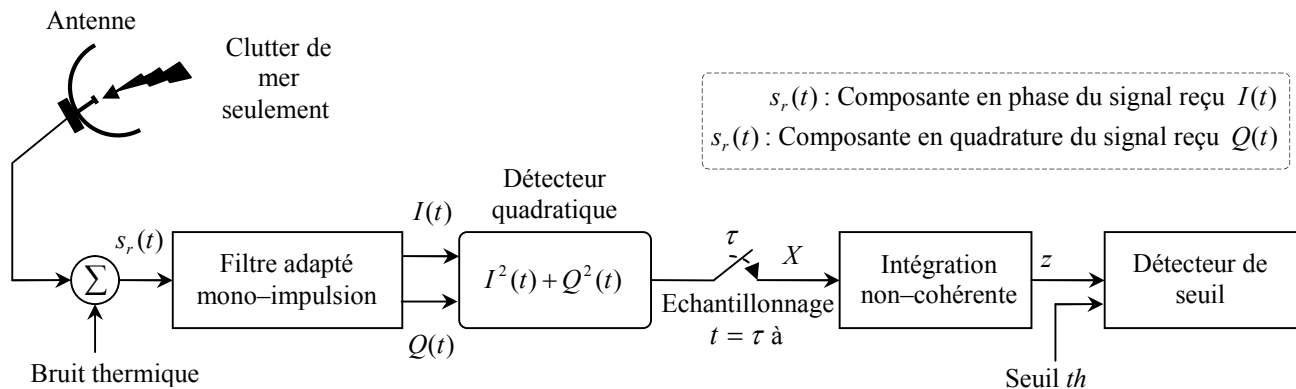 Antenne
Clutter de
mer
seulement
s_r(t) : Composante en phase du signal reçu I(t)
s_r(t) : Composante en quadrature du signal reçu Q(t)
s_r(t)
∑
Bruit thermique
Filtre adapté
mono–impulsion
I(t)
Q(t)
Détecteur
quadratique
I²(t) + Q²(t)
τ
Echantillonnage
t = τ à
X
Intégration
non–cohérente
z
Détecteur de
seuil
Seuil th